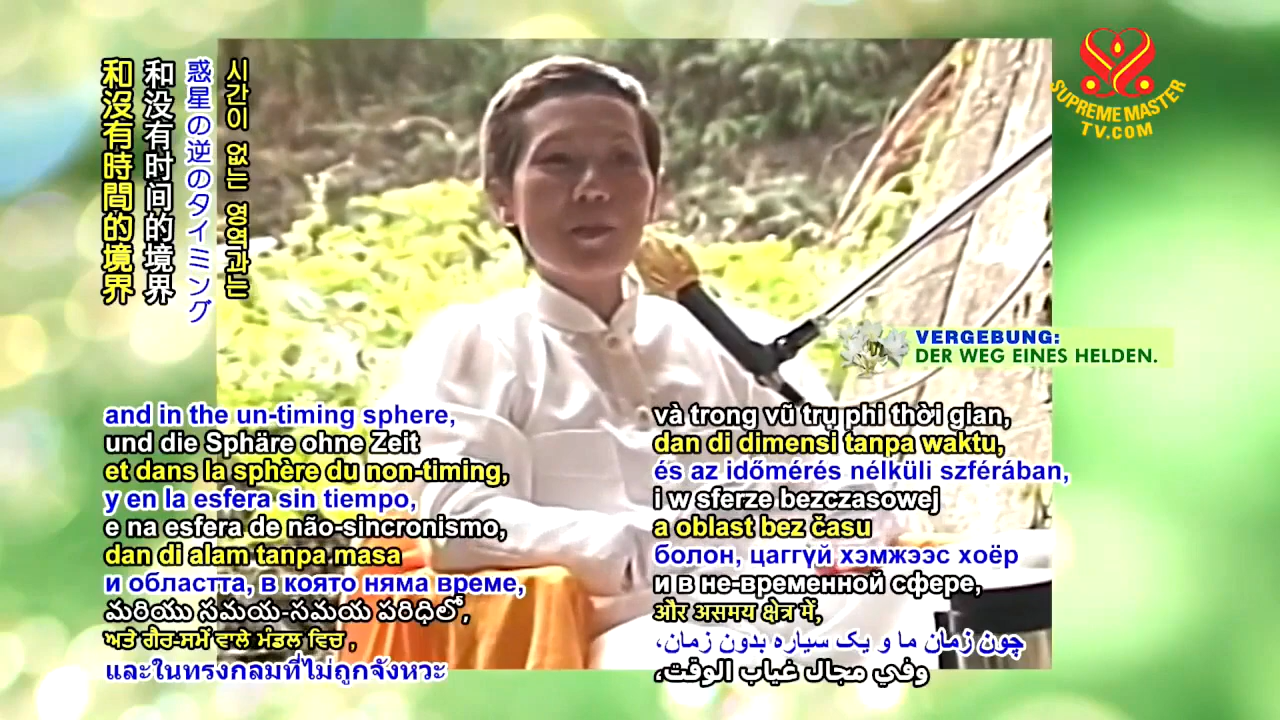 和沒有時間的境界
和没有时间的境界
惑星の逆のタイミング
시간이 없는 영역과는
SUPREME MASTER
TV.COM
VERGEBUNG:
DER WEG EINES HELDEN.
and in the un-timing sphere,
und die Sphäre ohne Zeit
et dans la sphère du non-timing,
y en la esfera sin tiempo,
e na esfera de não-sincronismo,
dan di alam tanpa masa
и областта, в която няма време,
మరియు సమయ-సమయ పరిధిలో,
ਅਤੇ ਗੈਰ-ਸਮੇਂ ਵਾਲੇ ਮੰਡਲ ਵਿਚ,
และในทรงกลมที่ไม่ถูกจังหวะ
và trong vũ trụ phi thời gian,
dan di dimensi tanpa waktu,
és az időmérés nélküli szférában,
i w sferze bezczasowej
a oblast bez času
болон, цаггүй хэмжээс хоёр
и в не-временной сфере,
और असमय क्षेत्र में,
چون زمان ما و یک سیاره بدون زمان،
وفي مجال غياب الوقت،